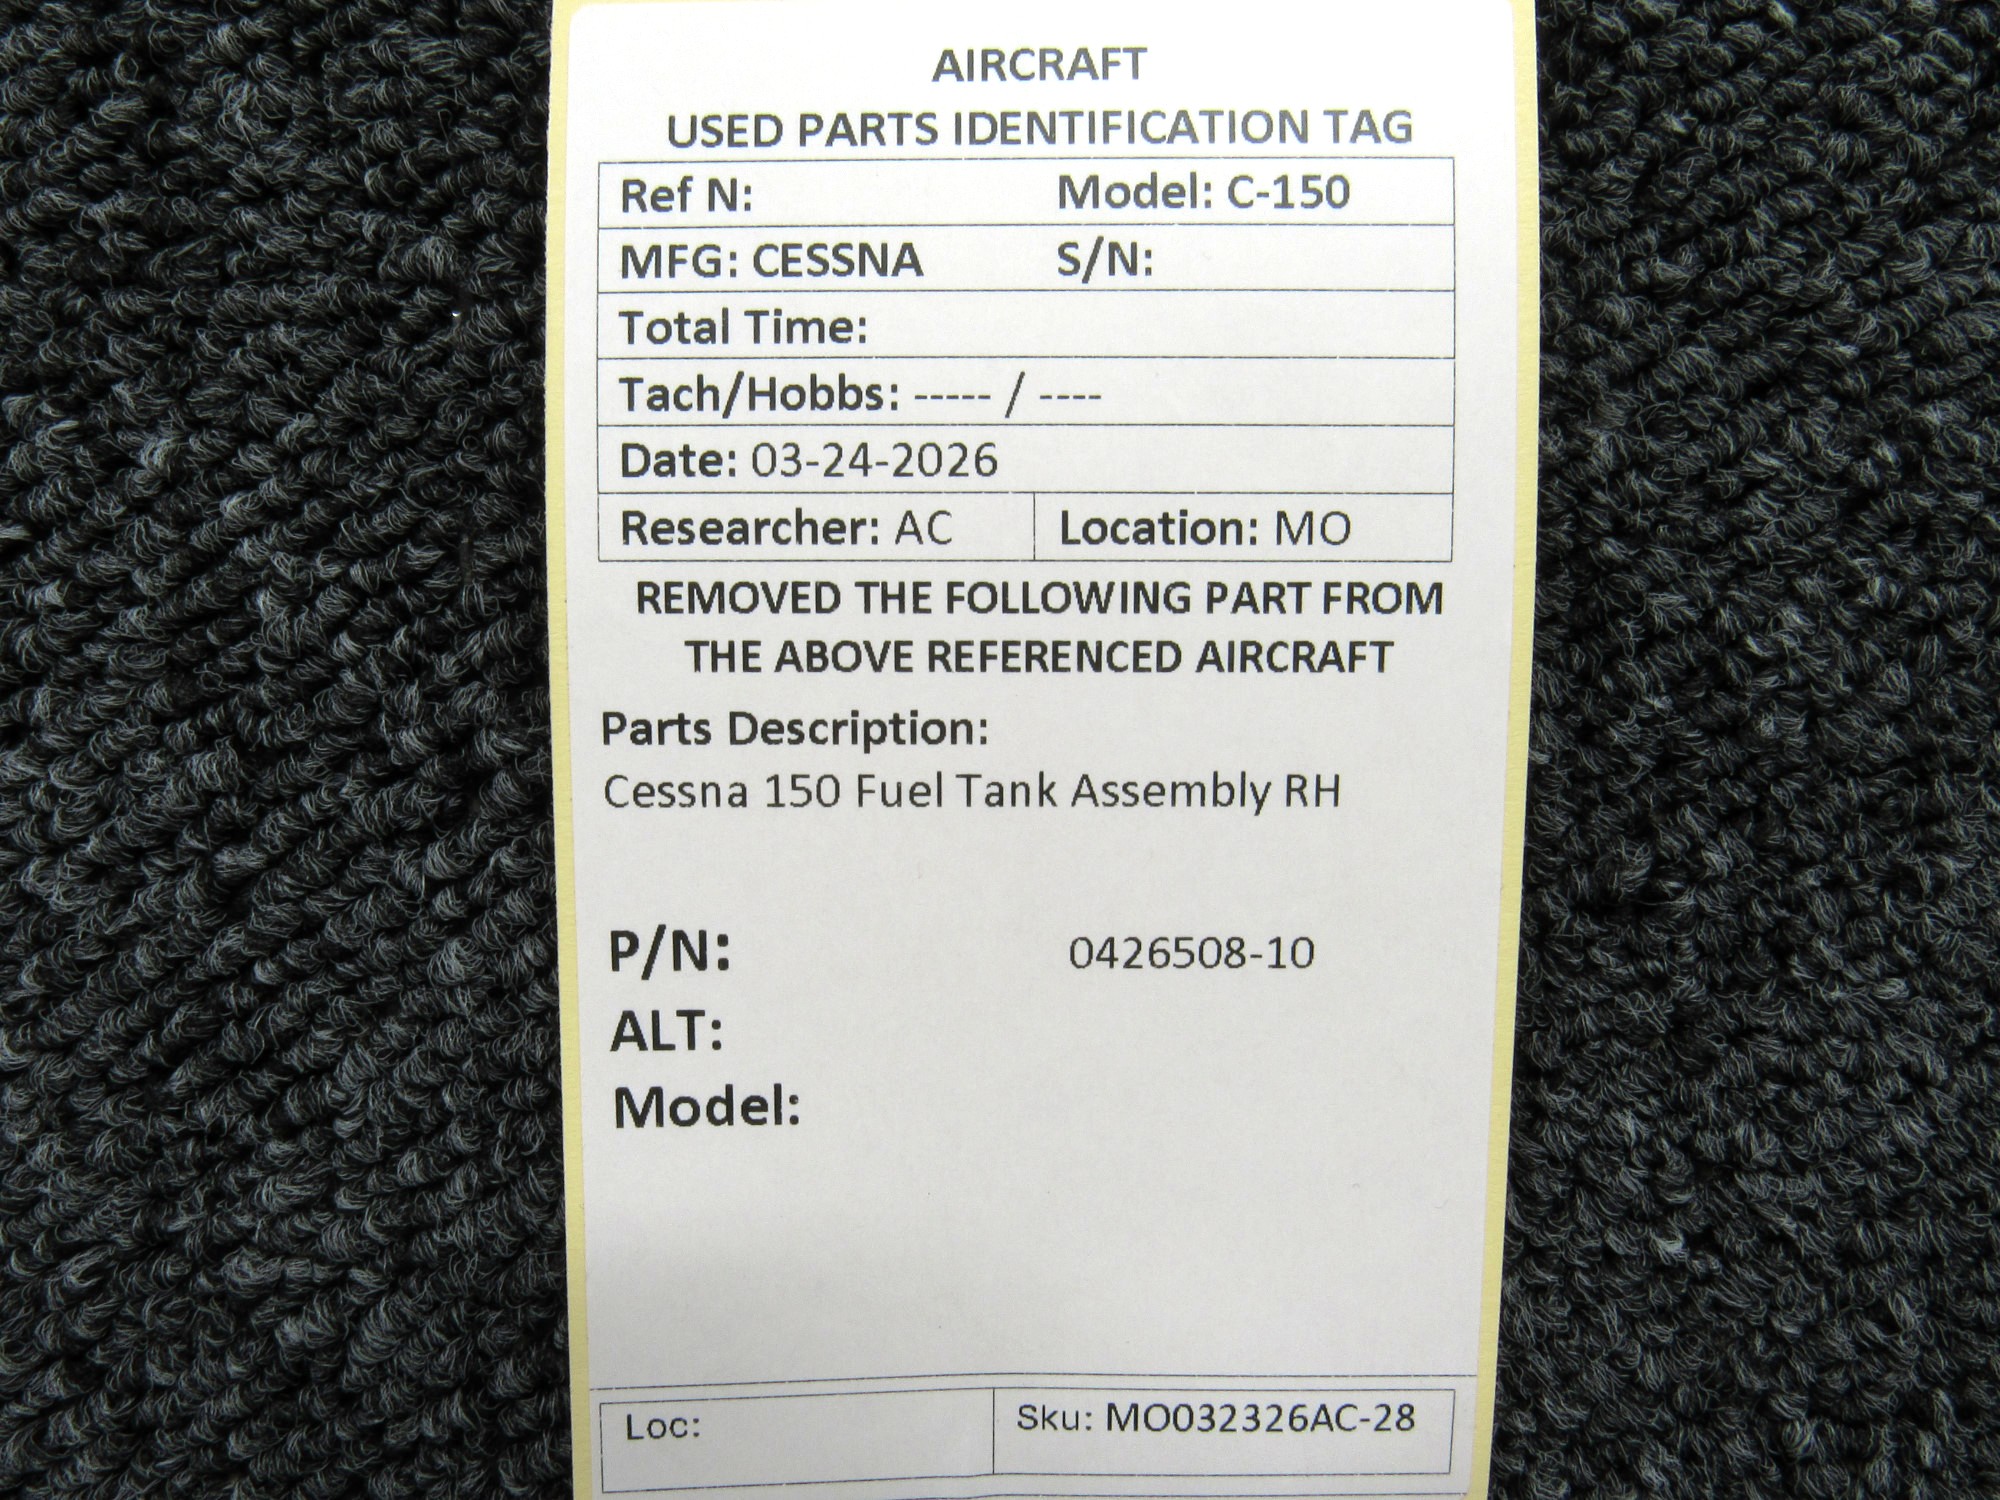 AIRCRAFT
USED PARTS IDENTIFICATION TAG
Ref N: Model: C-150
MFG: CESSNA S/N:
Total Time:
Tach/Hobbs: ----- / ----
Date: 03-24-2026
Researcher: AC Location: MO
REMOVED THE FOLLOWING PART FROM
THE ABOVE REFERENCED AIRCRAFT
Parts Description:
Cessna 150 Fuel Tank Assembly RH
P/N: 0426508-10
ALT:
Model:
Loc: Sku: MO032326AC-28